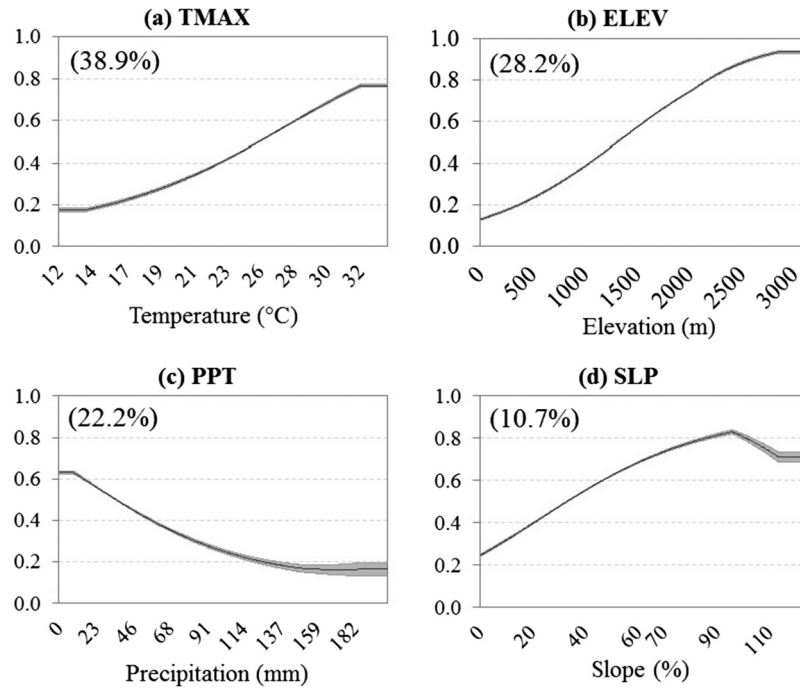 (a) TMAX
(38.9%)
1.0
0.8
0.6
0.4
0.2
0.0
12 14 17 19 21 23 26 28 30 32
Temperature (°C)
(b) ELEV
(28.2%)
1.0
0.8
0.6
0.4
0.2
0.0
0 500 1000 1500 2000 2500 3000
Elevation (m)
(c) PPT
(22.2%)
1.0
0.8
0.6
0.4
0.2
0.0
0 23 46 68 91 114 137 159 182
Precipitation (mm)
(d) SLP
(10.7%)
1.0
0.8
0.6
0.4
0.2
0.0
0 20 40 60 70 90 110
Slope (%)